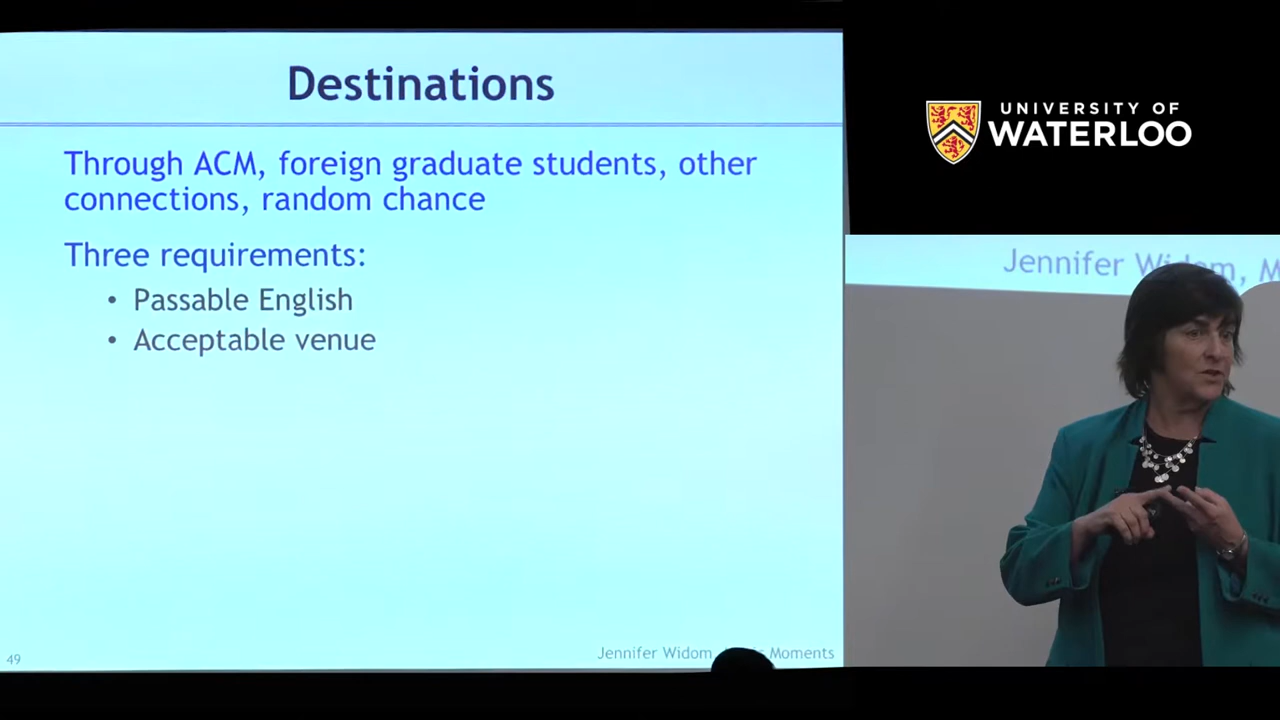 Destinations
Through ACM, foreign graduate students, other
connections, random chance
Three requirements:
• Passable English
• Acceptable venue
49
Jennifer Widom, Moments
UNIVERSITY OF
WATERLOO
Jennifer Widom, M